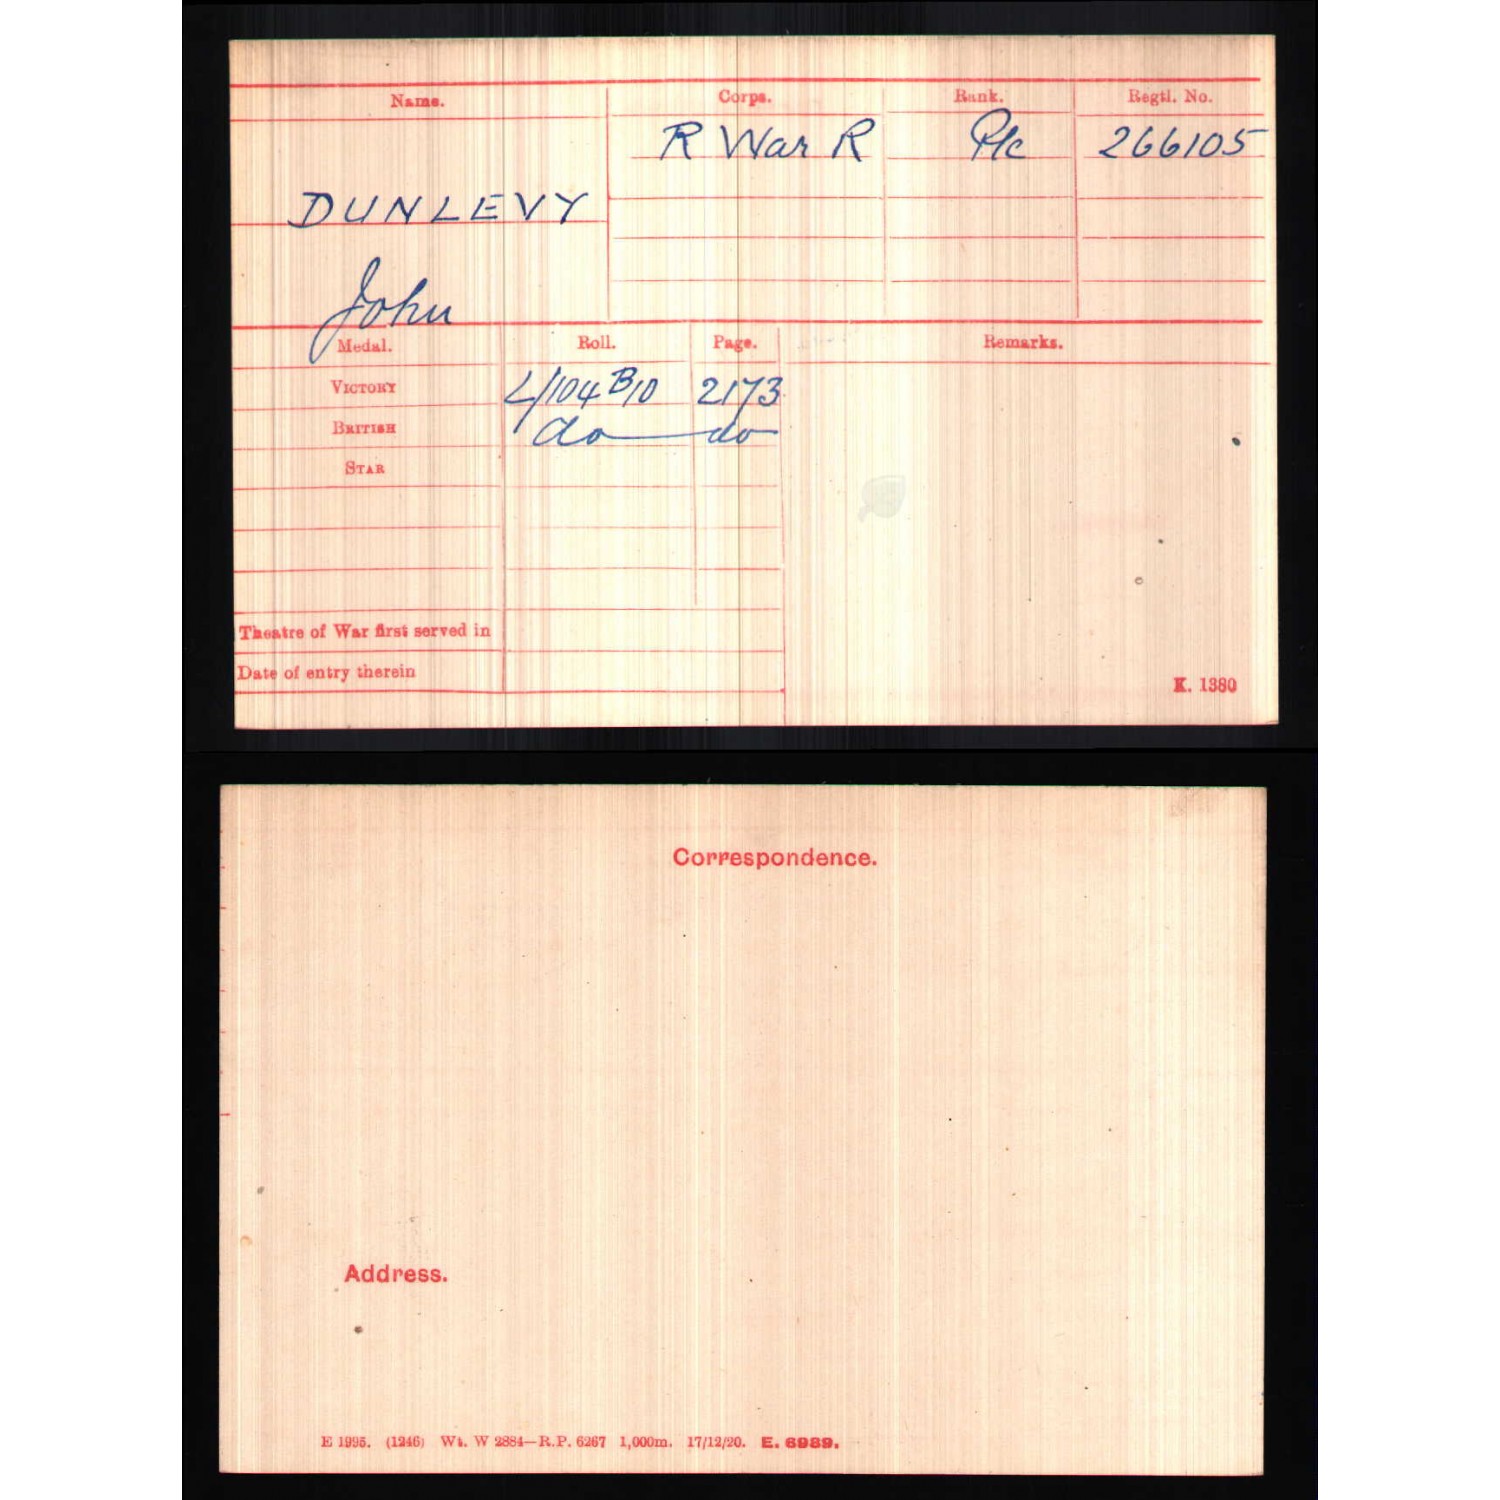 Name. Corps. Rank. Regtl. No.
R War R Pte 266105
DUNLEVY
John
Medal. Roll. Page. Remarks.
VICTORY L/104 B10 2173
BRITISH do do
STAR
Theatre of War first served in
Date of entry therein
K. 1380
Correspondence.
Address.
E 1995. (1246) Wt. W 2884—R.P. 6267 1,000m. 17/12/20. E. 6989.